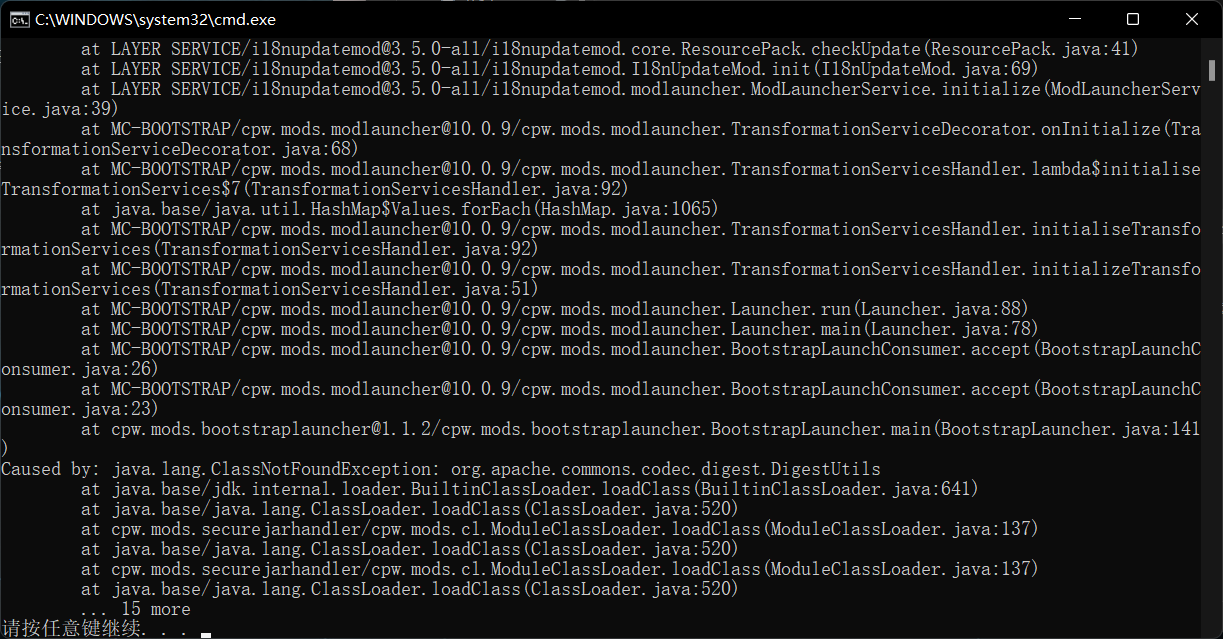 C:\WINDOWS\system32\cmd.exe
at LAYER SERVICE/i18nupdatemod@3.5.0-all/i18nupdatemod.core.ResourcePack.checkUpdate(ResourcePack.java:41)
at LAYER SERVICE/i18nupdatemod@3.5.0-all/i18nupdatemod.I18nUpdateMod.init(I18nUpdateMod.java:69)
at LAYER SERVICE/i18nupdatemod@3.5.0-all/i18nupdatemod.modlauncher.ModLauncherService.initialize(ModLauncherServ
ice.java:39)
at MC-BOOTSTRAP/cpw.mods.modlauncher@10.0.9/cpw.mods.modlauncher.TransformationServiceDecorator.onInitialize(Tra
nsformationServiceDecorator.java:68)
at MC-BOOTSTRAP/cpw.mods.modlauncher@10.0.9/cpw.mods.modlauncher.TransformationServicesHandler.lambda$initialise
TransformationServices$7(TransformationServicesHandler.java:92)
at java.base/java.util.HashMap$Values.forEach(HashMap.java:1065)
at MC-BOOTSTRAP/cpw.mods.modlauncher@10.0.9/cpw.mods.modlauncher.TransformationServicesHandler.initialiseTransfo
rmationServices(TransformationServicesHandler.java:92)
at MC-BOOTSTRAP/cpw.mods.modlauncher@10.0.9/cpw.mods.modlauncher.TransformationServicesHandler.initializeTransfo
rmationServices(TransformationServicesHandler.java:51)
at MC-BOOTSTRAP/cpw.mods.modlauncher@10.0.9/cpw.mods.modlauncher.Launcher.run(Launcher.java:88)
at MC-BOOTSTRAP/cpw.mods.modlauncher@10.0.9/cpw.mods.modlauncher.Launcher.main(Launcher.java:78)
at MC-BOOTSTRAP/cpw.mods.modlauncher@10.0.9/cpw.mods.modlauncher.BootstrapLaunchConsumer.accept(BootstrapLaunchC
onsumer.java:26)
at MC-BOOTSTRAP/cpw.mods.modlauncher@10.0.9/cpw.mods.modlauncher.BootstrapLaunchConsumer.accept(BootstrapLaunchC
onsumer.java:23)
at cpw.mods.bootstraplauncher@1.1.2/cpw.mods.bootstraplauncher.BootstrapLauncher.main(BootstrapLauncher.java:141
)
Caused by: java.lang.ClassNotFoundException: org.apache.commons.codec.digest.DigestUtils
at java.base/jdk.internal.loader.BuiltinClassLoader.loadClass(BuiltinClassLoader.java:641)
at java.base/java.lang.ClassLoader.loadClass(ClassLoader.java:520)
at cpw.mods.securejarhandler/cpw.mods.cl.ModuleClassLoader.loadClass(ModuleClassLoader.java:137)
at java.base/java.lang.ClassLoader.loadClass(ClassLoader.java:520)
at cpw.mods.securejarhandler/cpw.mods.cl.ModuleClassLoader.loadClass(ModuleClassLoader.java:137)
at java.base/java.lang.ClassLoader.loadClass(ClassLoader.java:520)
... 15 more
请按任意键继续. . .